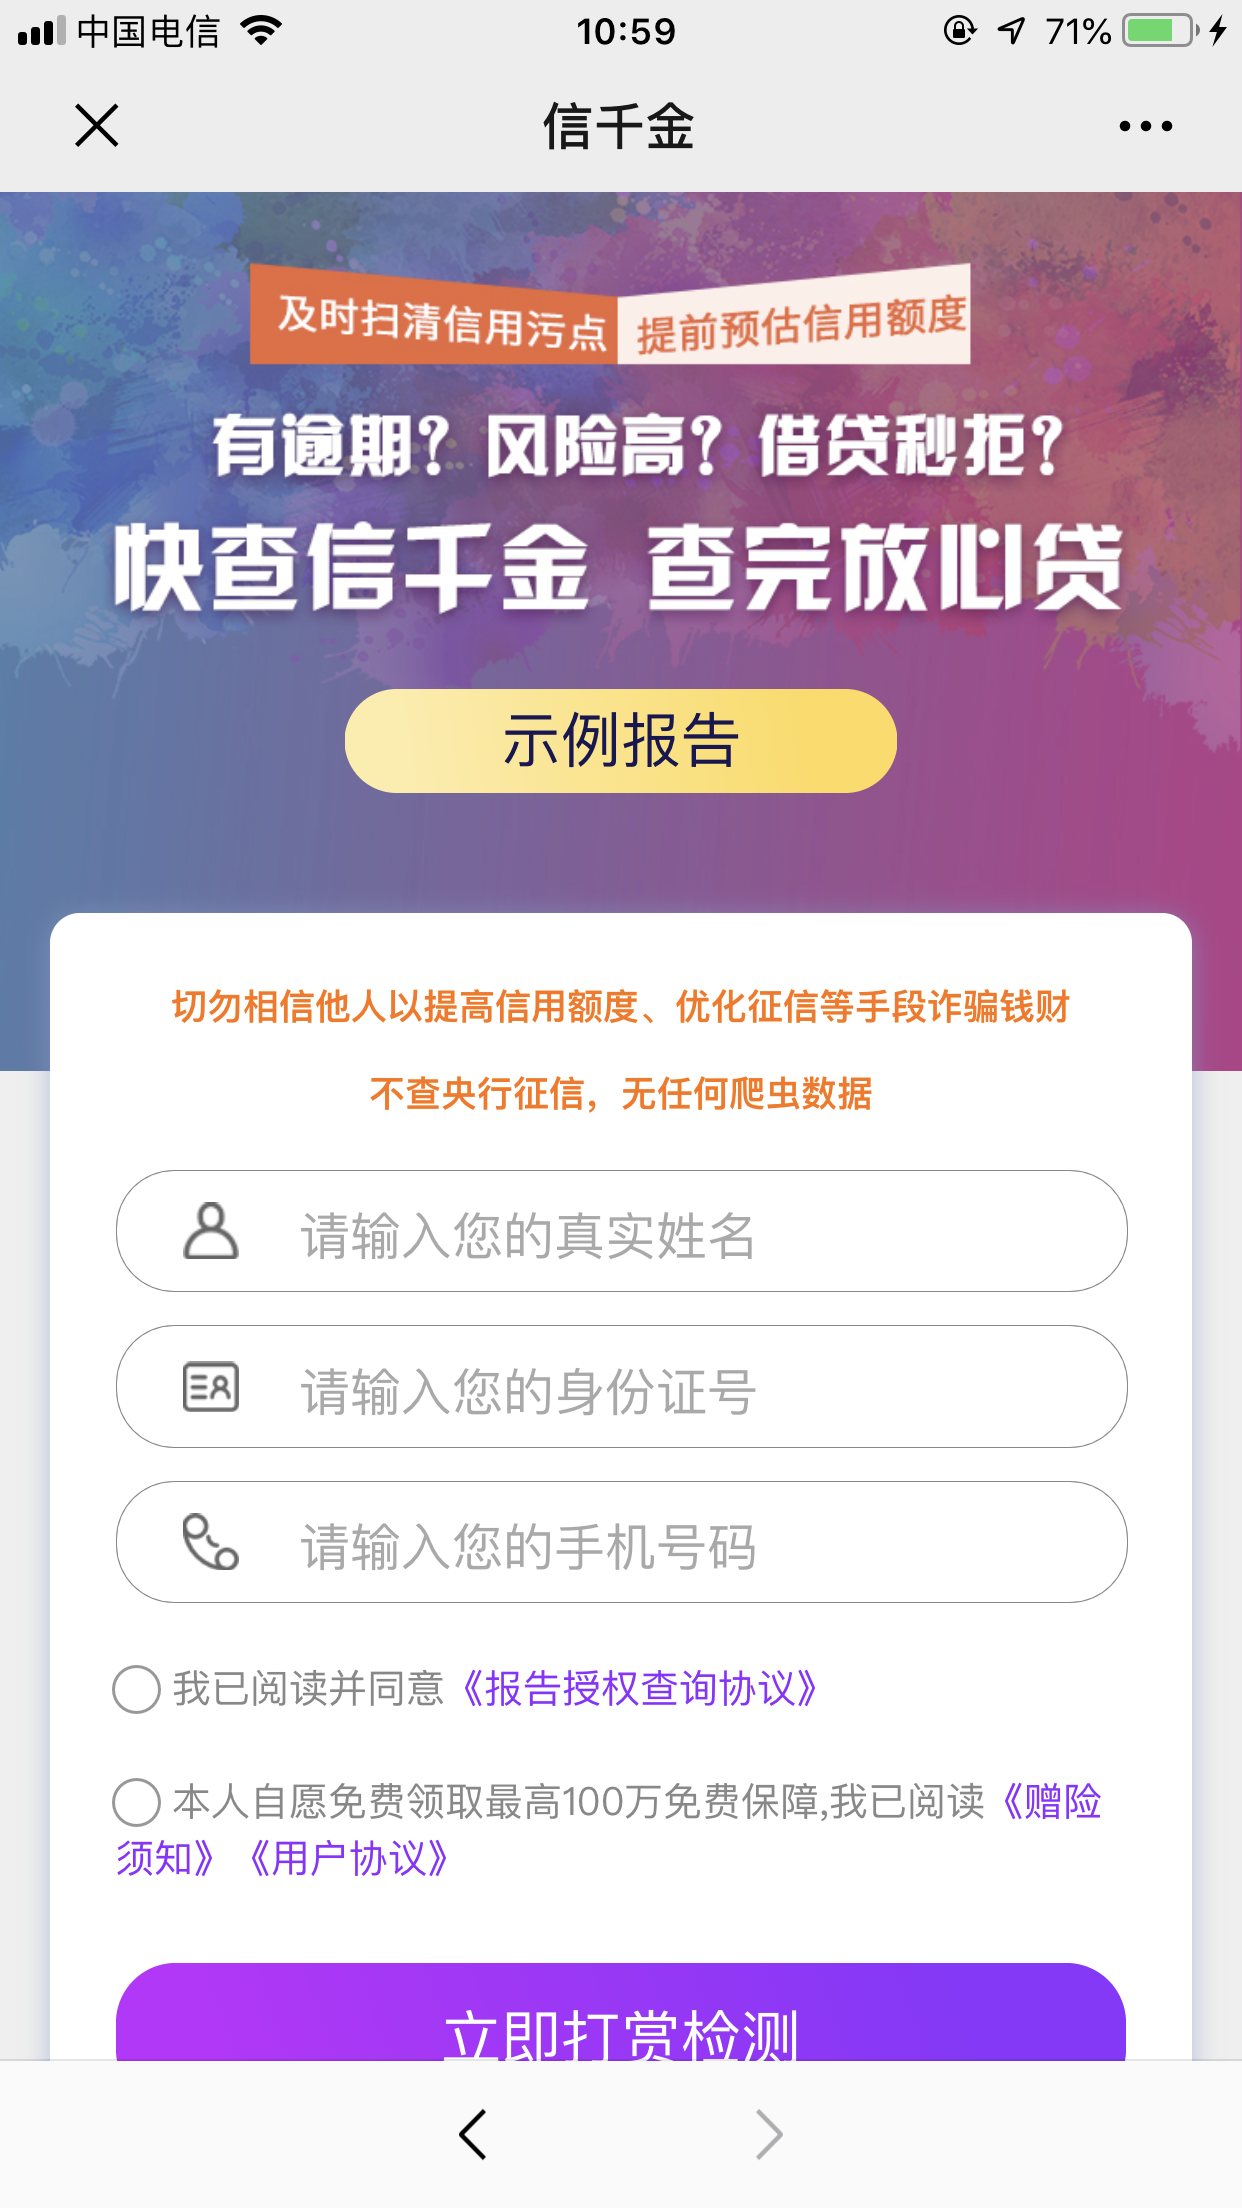 中国电信
10:59
71%
信千金
及时扫清信用污点
提前预估信用额度
有逾期？风险高？借贷秒拒？
快查信千金 查完放心贷
示例报告
切勿相信他人以提高信用额度、优化征信等手段诈骗钱财
不查央行征信，无任何爬虫数据
请输入您的真实姓名
请输入您的身份证号
请输入您的手机号码
我已阅读并同意《报告授权查询协议》
本人自愿免费领取最高100万免费保障,我已阅读《赠险
须知》《用户协议》
立即打赏检测